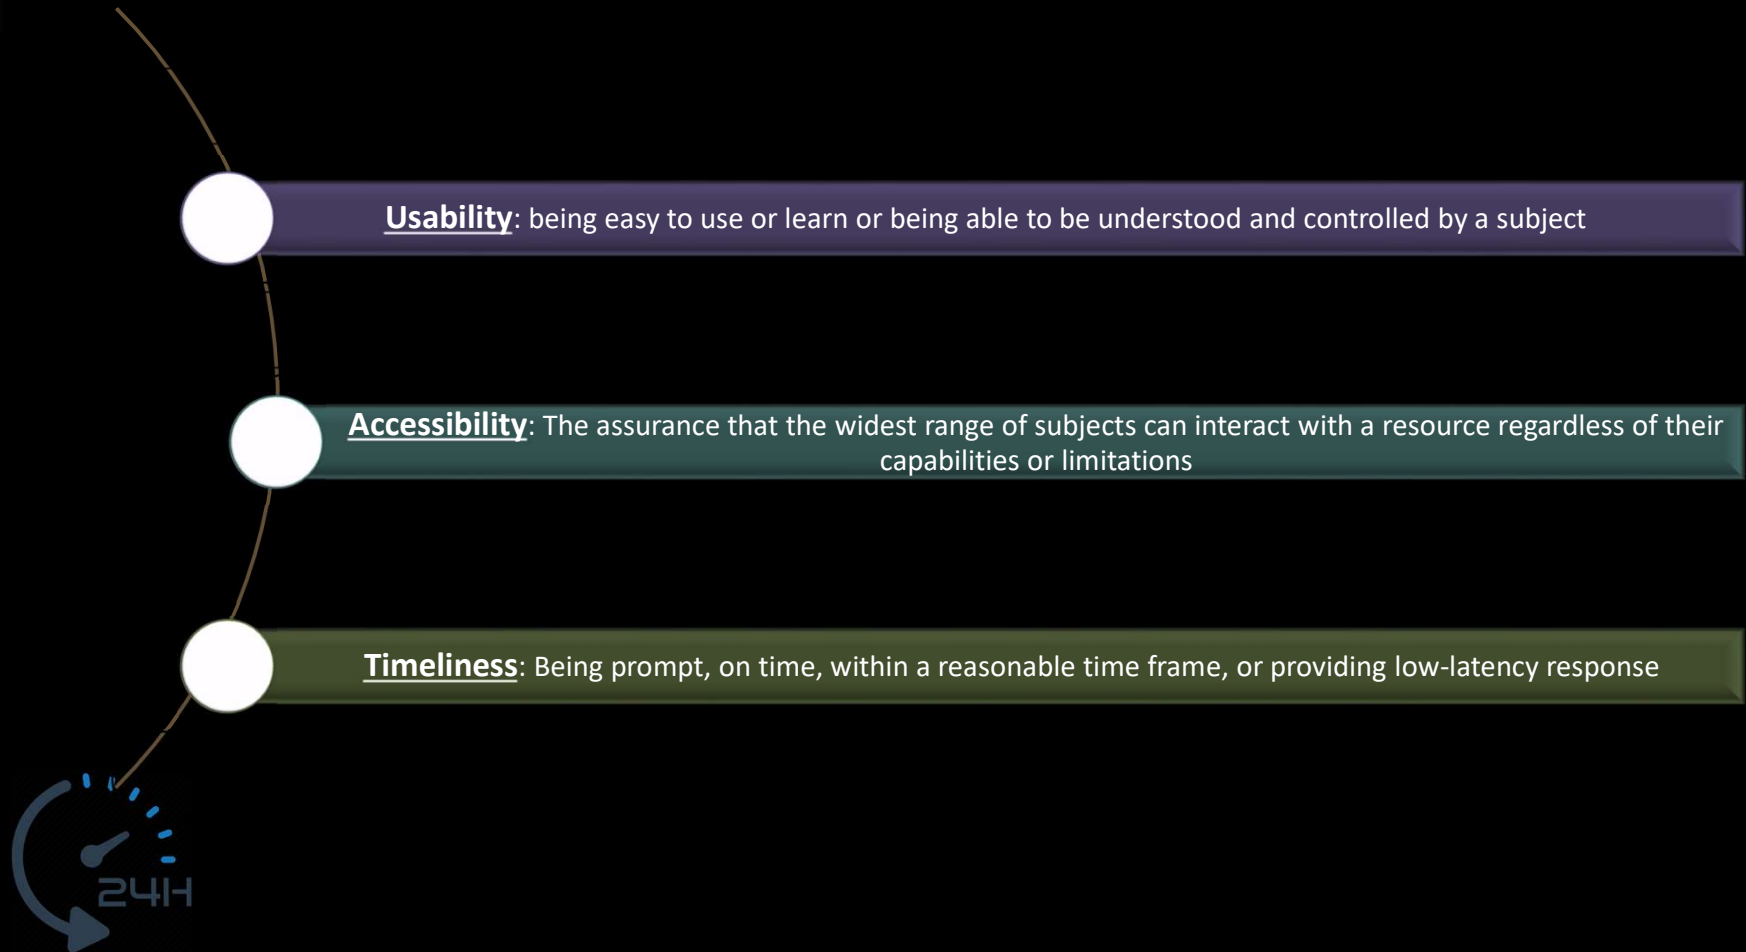 Usability: being easy to use or learn or being able to be understood and controlled by a subject
Accessibility: The assurance that the widest range of subjects can interact with a resource regardless of their
capabilities or limitations
Timeliness: Being prompt, on time, within a reasonable time frame, or providing low-latency response
24H